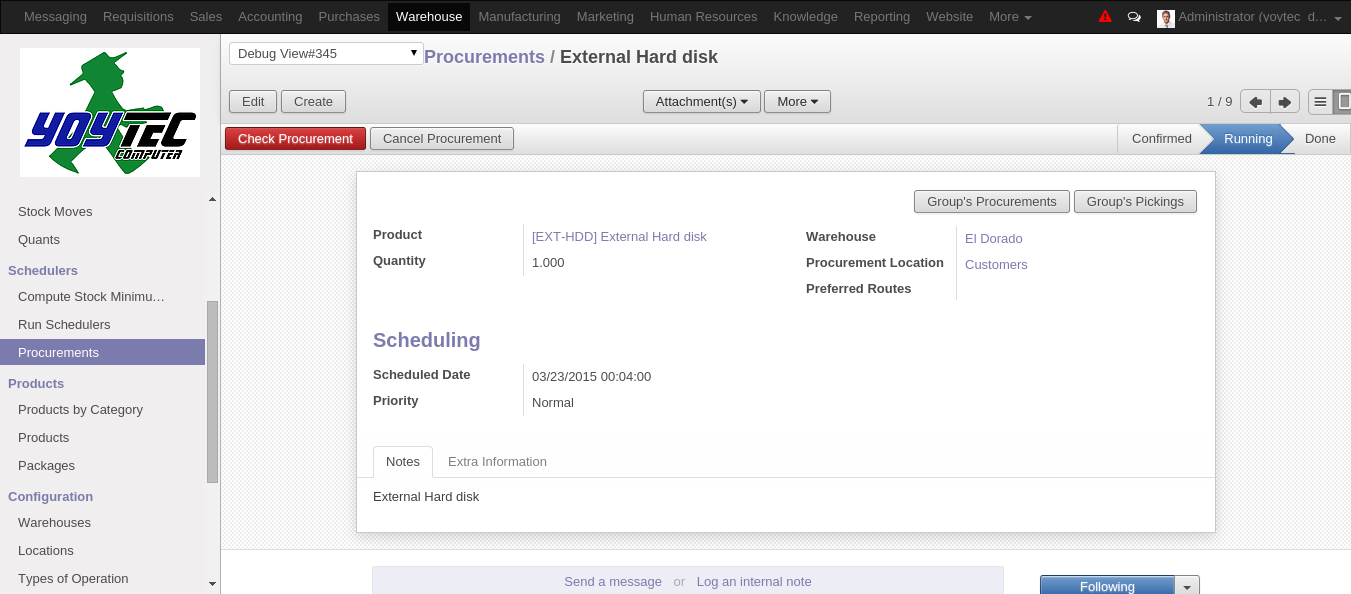 Messaging Requisitions Sales Accounting Purchases Warehouse Manufacturing Marketing Human Resources Knowledge Reporting Website More Administrator (yoytec_d...
YOYTEC
COMPUTER
Debug View#345 Procurements / External Hard disk
Edit Create Attachment(s) More 1 / 9
Check Procurement Cancel Procurement Confirmed Running Done
Stock Moves
Quants
Schedulers
Compute Stock Minimu…
Run Schedulers
Procurements
Products
Products by Category
Products
Packages
Configuration
Warehouses
Locations
Types of Operation
Group's Procurements Group's Pickings
Product [EXT-HDD] External Hard disk
Quantity 1.000
Warehouse El Dorado
Procurement Location Customers
Preferred Routes
Scheduling
Scheduled Date 03/23/2015 00:04:00
Priority Normal
Notes Extra Information
External Hard disk
Send a message or Log an internal note
Following